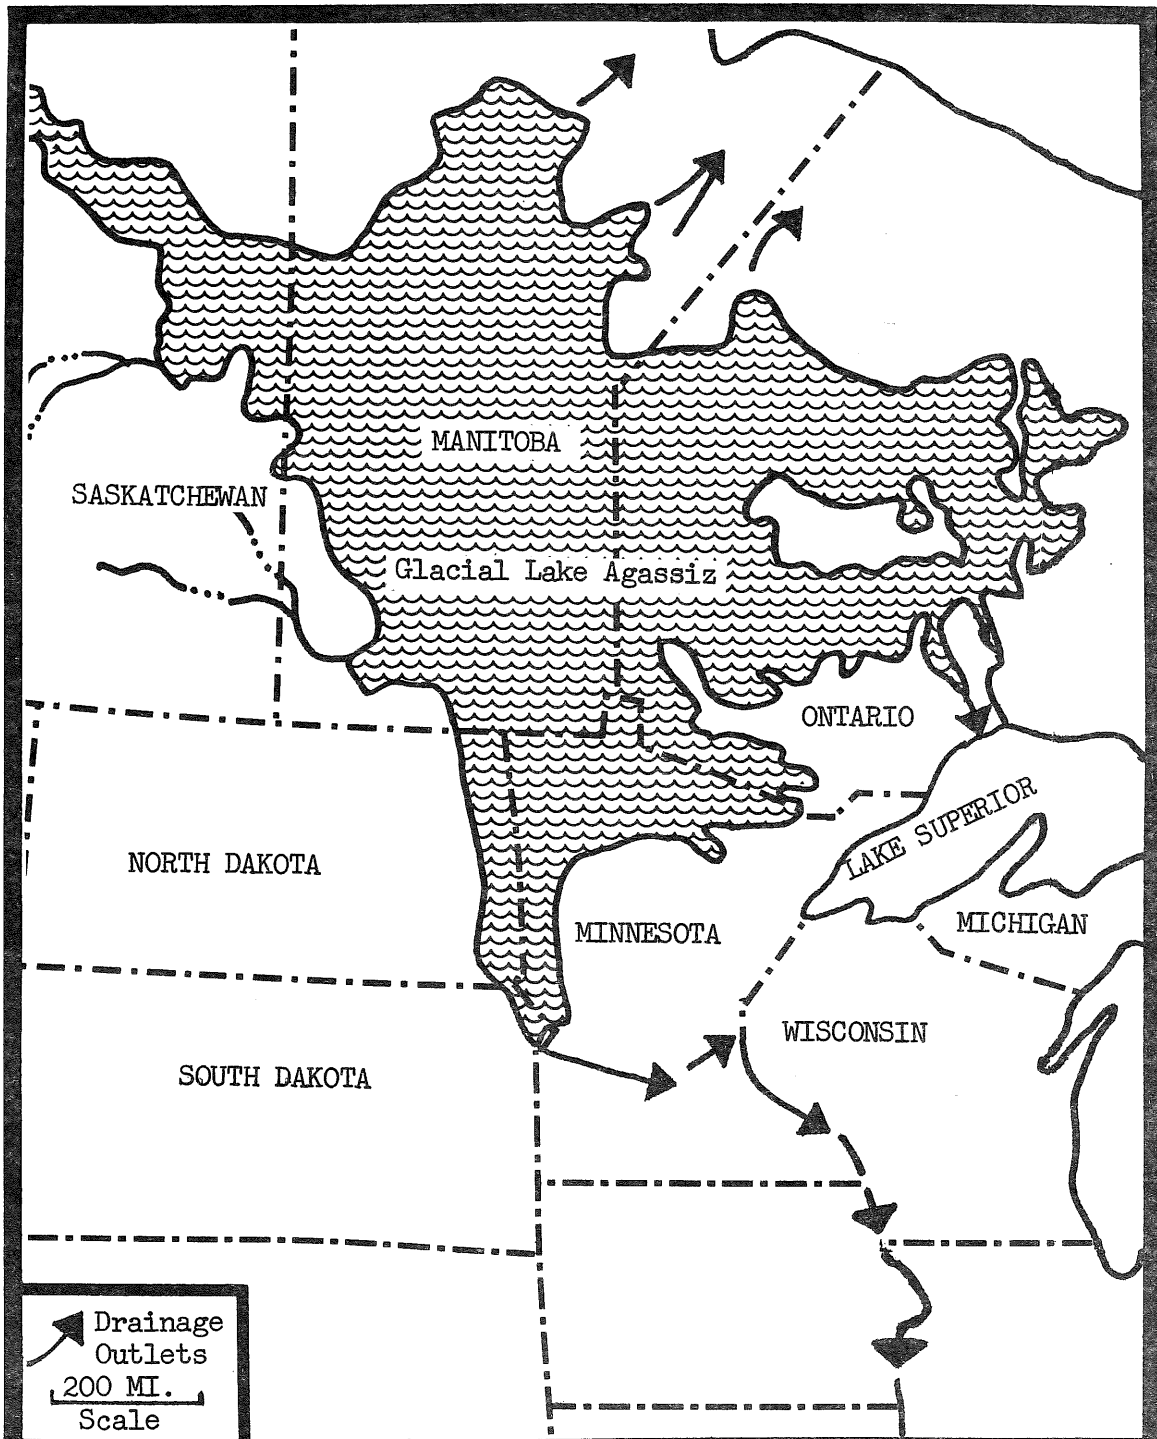 MANITOBA
SASKATCHEWAN
Glacial Lake Agassiz
ONTARIO
LAKE SUPERIOR
NORTH DAKOTA
MINNESOTA
MICHIGAN
WISCONSIN
SOUTH DAKOTA
Drainage
Outlets
200 MI.
Scale